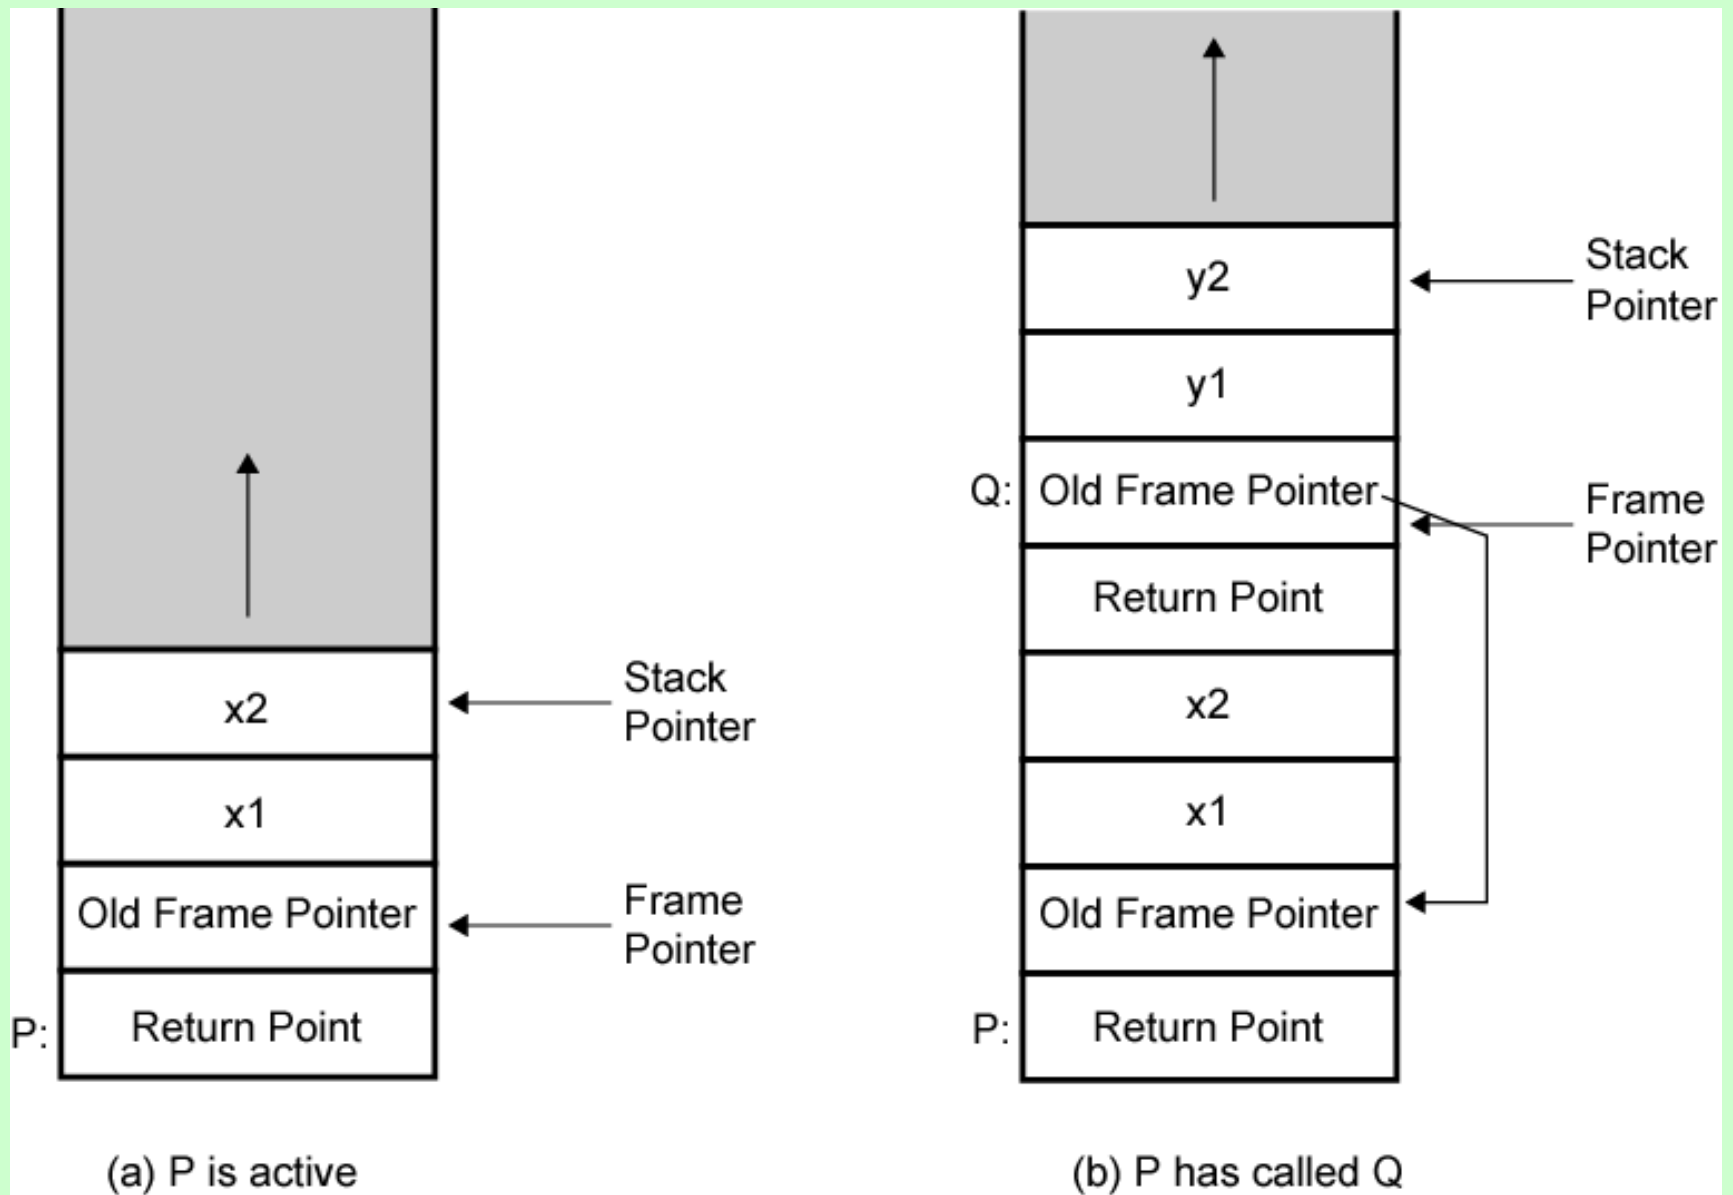 x2
x1
Old Frame Pointer
P: Return Point
Stack
Pointer
Frame
Pointer
(a) P is active
y2
y1
Q: Old Frame Pointer
Return Point
x2
x1
Old Frame Pointer
P: Return Point
Stack
Pointer
Frame
Pointer
(b) P has called Q